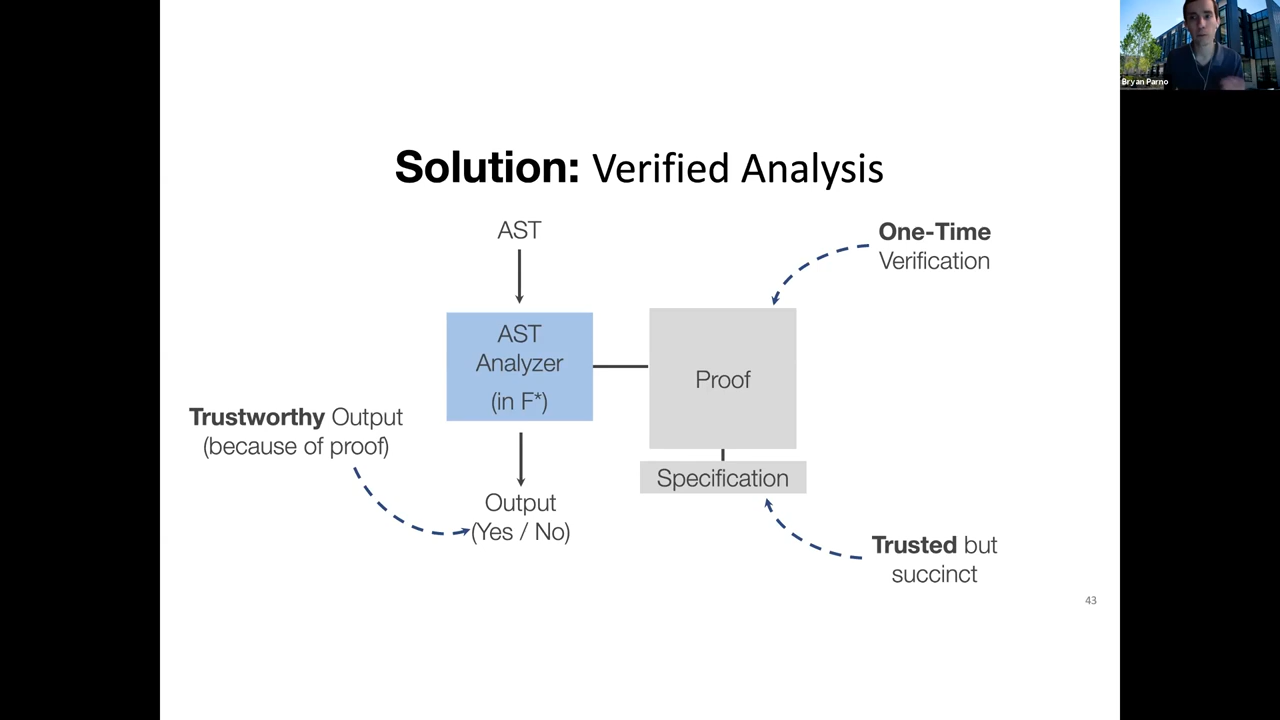 Bryan Parno
Solution: Verified Analysis
AST
One-Time
Verification
AST
Analyzer
(in F*)
Proof
Trustworthy Output
(because of proof)
Specification
Output
(Yes / No)
Trusted but
succinct
43